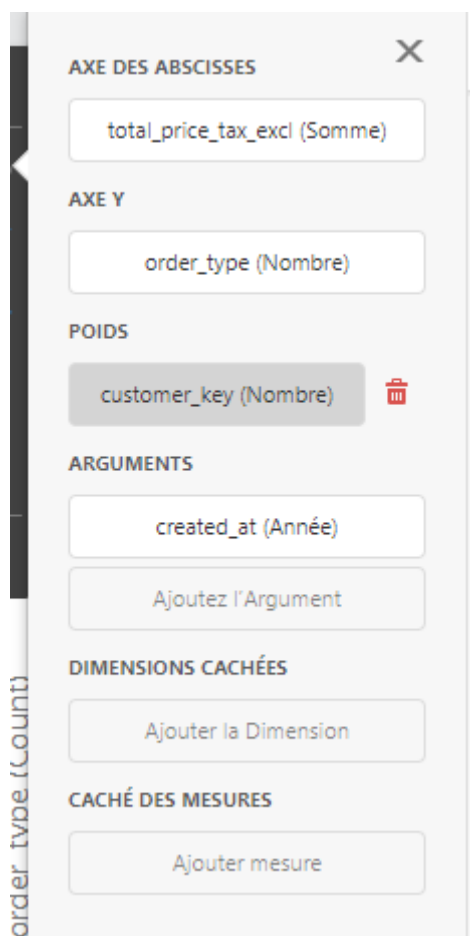 AXE DES ABSCISSES
total_price_tax_excl (Somme)
AXE Y
order_type (Nombre)
POIDS
customer_key (Nombre)
ARGUMENTS
created_at (Année)
Ajoutez l'Argument
DIMENSIONS CACHÉES
Ajouter la Dimension
CACHÉ DES MESURES
Ajouter mesure
order_type (Count)